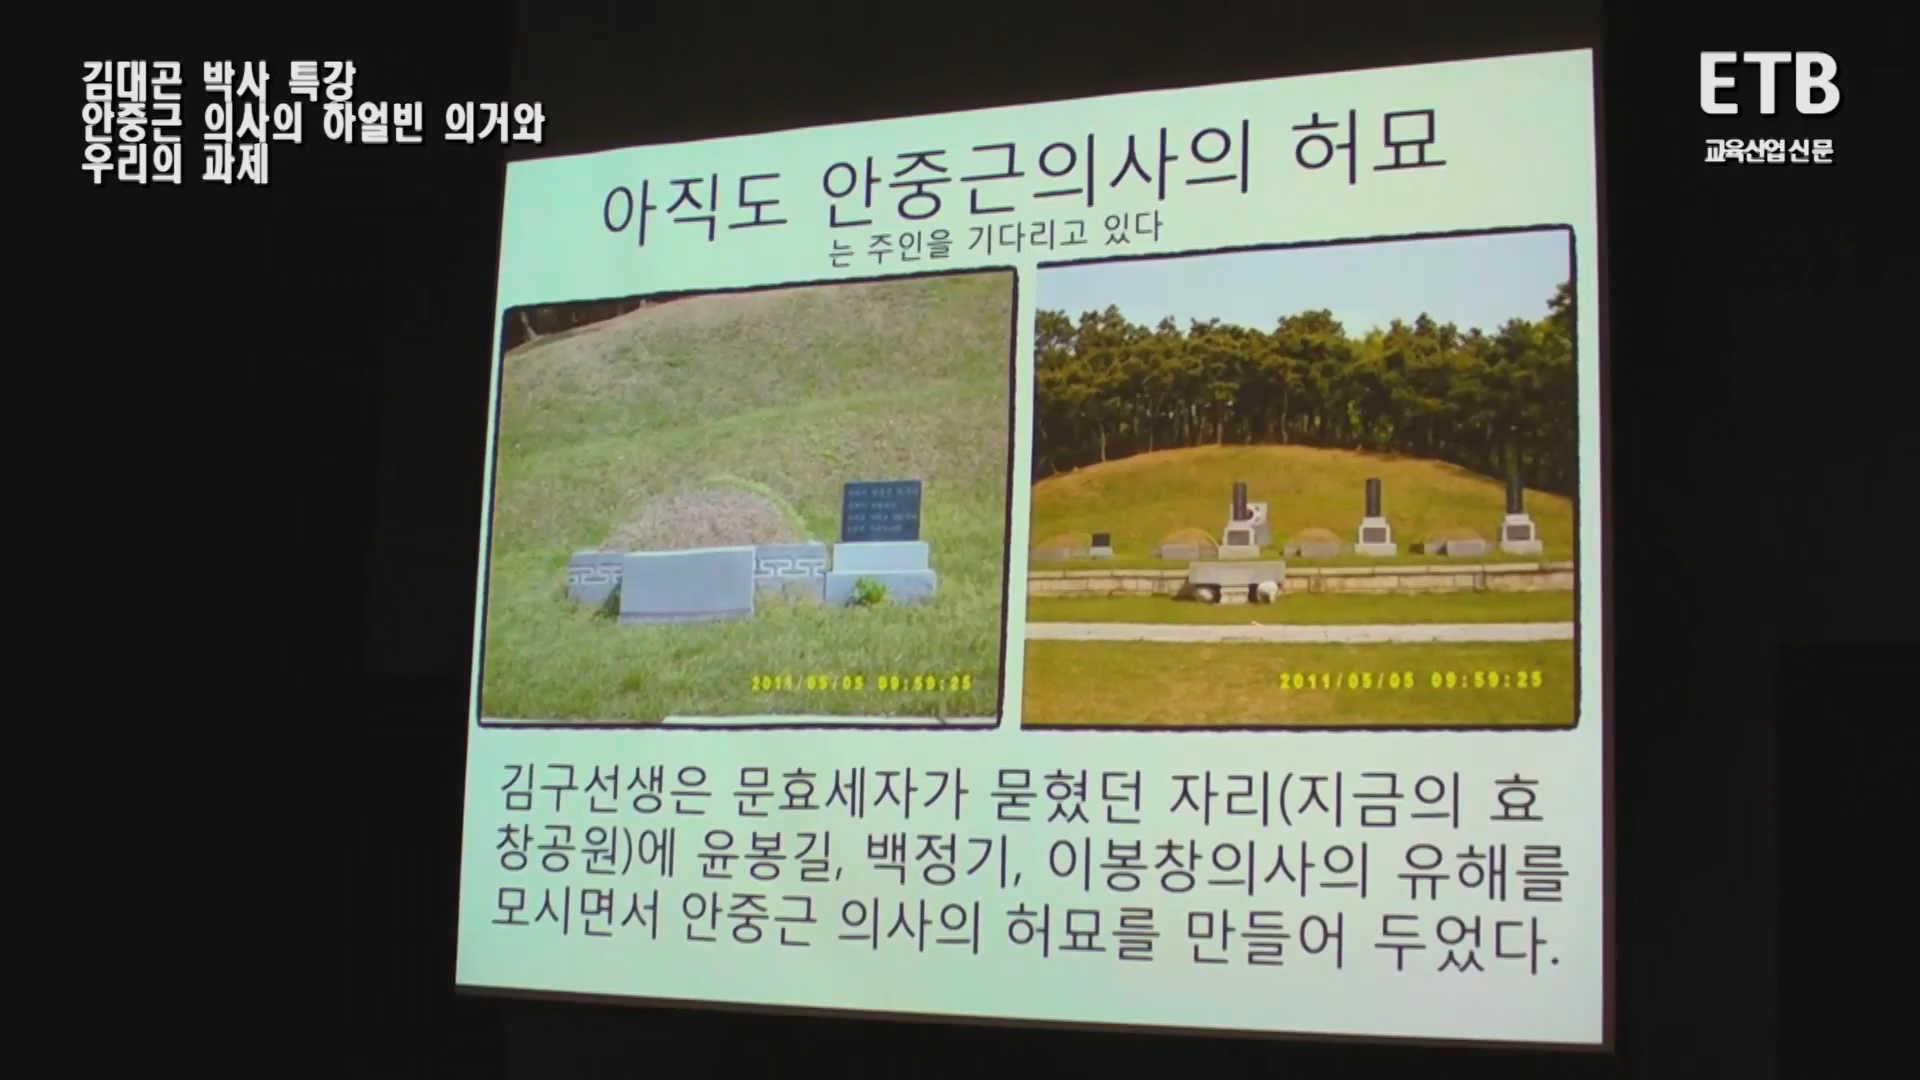 김대곤 박사 특강
안중근 의사의 하얼빈 의거와
우리의 과제
ETB
교육산업신문
아직도 안중근의사의 허묘
는 주인을 기다리고 있다
2011/05/05 09:59:25
2011/05/05 09:59:25
김구선생은 문효세자가 묻혔던 자리(지금의 효
창공원)에 윤봉길, 백정기, 이봉창의사의 유해를
모시면서 안중근 의사의 허묘를 만들어 두었다.